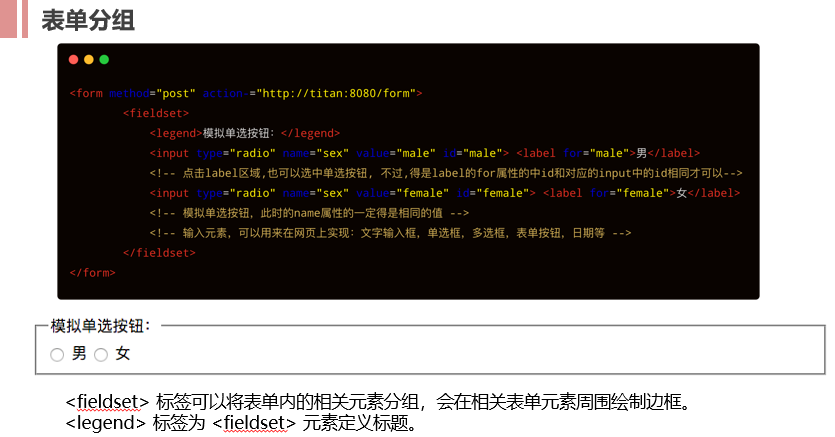 表单分组
<form method="post" action-="http://titan:8080/form">
<fieldset>
<legend>模拟单选按钮：</legend>
<input type="radio" name="sex" value="male" id="male"> <label for="male">男</label>
<!-- 点击label区域,也可以选中单选按钮, 不过,得是label的for属性的中id和对应的input中的id相同才可以-->
<input type="radio" name="sex" value="female" id="female"> <label for="female">女</label>
<!-- 模拟单选按钮, 此时的name属性的一定得是相同的值 -->
<!-- 输入元素, 可以用来在网页上实现: 文字输入框, 单选框, 多选框, 表单按钮, 日期等 -->
</fieldset>
</form>
模拟单选按钮：
男 女
<fieldset> 标签可以将表单内的相关元素分组，会在相关表单元素周围绘制边框。
<legend> 标签为 <fieldset> 元素定义标题。